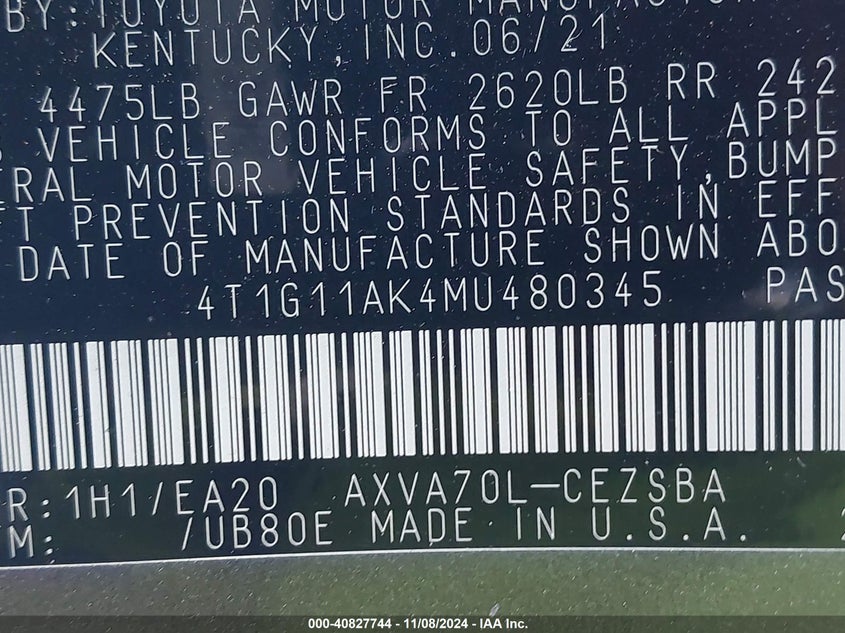 BY:TOYOTA MOTOR MANUFACTUR
KENTUCKY,INC. 06/21
4475LB GAWR FR 2620LB RR 242
VEHICLE CONFORMS TO ALL APPL
RAL MOTOR VEHICLE SAFETY,BUMP
FT PREVENTION STANDARDS IN EFF
DATE OF MANUFACTURE SHOWN ABO
4T1G11AK4MU480345 PAS
R:1H1/EA20 AXVA70L-CEZSBA
M: /UB80E MADE IN U.S.A.
000-40827744 - 11/08/2024 - IAA Inc.